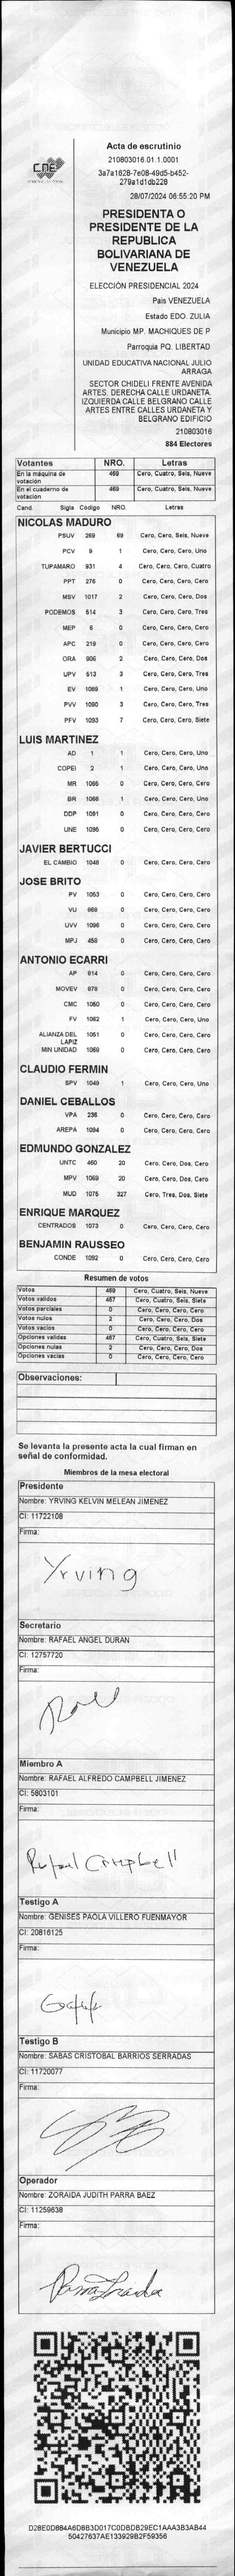 CNE
Acta de escrutinio
210803016.01.1.0001
3a7a1628-7e08-49d5-b452-
279a1d1db228
28/07/2024 06:55:20 PM
PRESIDENTA O
PRESIDENTE DE LA
REPUBLICA
BOLIVARIANA DE
VENEZUELA
ELECCIÓN PRESIDENCIAL 2024
Pais VENEZUELA
Estado EDO. ZULIA
Municipio MP. MACHIQUES DE P
Parroquia PQ. LIBERTAD
UNIDAD EDUCATIVA NACIONAL JULIO
ARRAGA
SECTOR CHIDELI FRENTE AVENIDA
ARTES. DERECHA CALLE URDANETA.
IZQUIERDA CALLE BELGRANO CALLE
ARTES ENTRE CALLES URDANETA Y
BELGRANO EDIFICIO
210803016
884 Electores
Votantes NRO. Letras
En la máquina de votación 469 Cero, Cuatro, Seis, Nueve
En el cuaderno de votación 469 Cero, Cuatro, Seis, Nueve
Cand. Sigla Código NRO. Letras
NICOLAS MADURO
PSUV 269 69 Cero, Cero, Seis, Nueve
PCV 9 1 Cero, Cero, Cero, Uno
TUPAMARO 931 4 Cero, Cero, Cero, Cuatro
PPT 276 0 Cero, Cero, Cero, Cero
MSV 1017 2 Cero, Cero, Cero, Dos
PODEMOS 514 3 Cero, Cero, Cero, Tres
MEP 6 0 Cero, Cero, Cero, Cero
APC 219 0 Cero, Cero, Cero, Cero
ORA 906 2 Cero, Cero, Cero, Dos
UPV 513 3 Cero, Cero, Cero, Tres
EV 1089 1 Cero, Cero, Cero, Uno
PVV 1090 3 Cero, Cero, Cero, Tres
PFV 1093 7 Cero, Cero, Cero, Siete
LUIS MARTINEZ
AD 1 1 Cero, Cero, Cero, Uno
COPEI 2 1 Cero, Cero, Cero, Uno
MR 1065 0 Cero, Cero, Cero, Cero
BR 1066 1 Cero, Cero, Cero, Uno
DDP 1091 0 Cero, Cero, Cero, Cero
UNE 1095 0 Cero, Cero, Cero, Cero
JAVIER BERTUCCI
EL CAMBIO 1048 0 Cero, Cero, Cero, Cero
JOSE BRITO
PV 1053 0 Cero, Cero, Cero, Cero
VU 968 0 Cero, Cero, Cero, Cero
UVV 1096 0 Cero, Cero, Cero, Cero
MPJ 458 0 Cero, Cero, Cero, Cero
ANTONIO ECARRI
AP 814 0 Cero, Cero, Cero, Cero
MOVEV 878 0 Cero, Cero, Cero, Cero
CMC 1050 0 Cero, Cero, Cero, Cero
FV 1062 1 Cero, Cero, Cero, Uno
ALIANZA DEL LAPIZ 1051 0 Cero, Cero, Cero, Cero
MIN UNIDAD 1068 0 Cero, Cero, Cero, Cero
CLAUDIO FERMIN
SPV 1049 1 Cero, Cero, Cero, Uno
DANIEL CEBALLOS
VPA 236 0 Cero, Cero, Cero, Cero
AREPA 1094 0 Cero, Cero, Cero, Cero
EDMUNDO GONZALEZ
UNTC 460 20 Cero, Cero, Dos, Cero
MPV 1069 20 Cero, Cero, Dos, Cero
MUD 1075 327 Cero, Tres, Dos, Siete
ENRIQUE MARQUEZ
CENTRADOS 1073 0 Cero, Cero, Cero, Cero
BENJAMIN RAUSSEO
CONDE 1092 0 Cero, Cero, Cero, Cero
Resumen de votos
Votos 469 Cero, Cuatro, Seis, Nueve
Votos validos 467 Cero, Cuatro, Seis, Siete
Votos parciales 0 Cero, Cero, Cero, Cero
Votos nulos 2 Cero, Cero, Cero, Dos
Votos vacios 0 Cero, Cero, Cero, Cero
Opciones validas 467 Cero, Cuatro, Seis, Siete
Opciones nulas 2 Cero, Cero, Cero, Dos
Opciones vacias 0 Cero, Cero, Cero, Cero
Observaciones:
Se levanta la presente acta la cual firman en
señal de conformidad.
Miembros de la mesa electoral
Presidente
Nombre: YRVING KELVIN MELEAN JIMENEZ
CI: 11722108
Firma:
Yrving
Secretario
Nombre: RAFAEL ANGEL DURAN
CI: 12757720
Firma:
Miembro A
Nombre: RAFAEL ALFREDO CAMPBELL JIMENEZ
CI: 5803101
Firma:
Rafael Campbell
Testigo A
Nombre: GENISES PAOLA VILLERO FUENMAYOR
CI: 20816125
Firma:
Testigo B
Nombre: SABAS CRISTOBAL BARRIOS SERRADAS
CI: 11720077
Firma:
Operador
Nombre: ZORAIDA JUDITH PARRA BAEZ
CI: 11259638
Firma:
D28E0D884A6D8B3D017C0DBDB29EC1AAA3B3AB44
50427637AE133929B2F59356